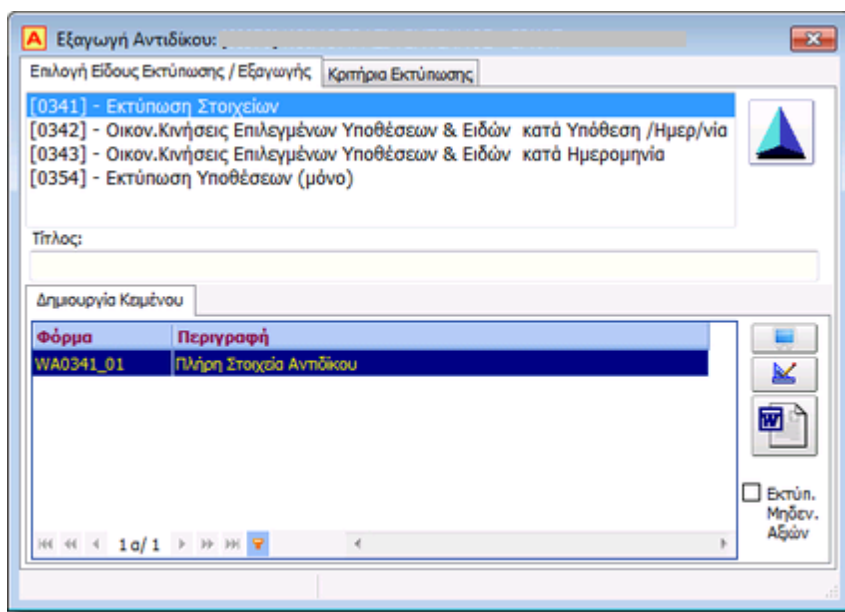 Εξαγωγή Αντιδίκου:
Επιλογή Είδους Εκτύπωσης / Εξαγωγής Κριτήρια Εκτύπωσης
[0341] - Εκτύπωση Στοιχείων
[0342] - Οικον.Κινήσεις Επιλεγμένων Υποθέσεων & Ειδών κατά Υπόθεση /Ημερ/νία
[0343] - Οικον.Κινήσεις Επιλεγμένων Υποθέσεων & Ειδών κατά Ημερομηνία
[0354] - Εκτύπωση Υποθέσεων (μόνο)
Τίτλος:
Δημιουργία Κειμένου
Φόρμα Περιγραφή
WA0341_01 Πλήρη Στοιχεία Αντιδίκου
Εκτύπ.
Μηδεν.
Αξιών
1 α/ 1